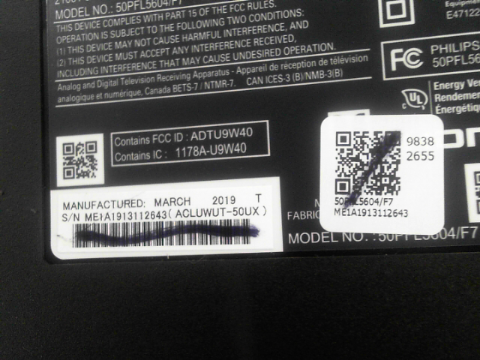 MODEL NO.: 50PFL5604/F7
THIS DEVICE COMPLIES WITH PART 15 OF THE FCC RULES.
OPERATION IS SUBJECT TO THE FOLLOWING TWO CONDITIONS:
(1) THIS DEVICE MAY NOT CAUSE HARMFUL INTERFERENCE, AND
(2) THIS DEVICE MUST ACCEPT ANY INTERFERENCE RECEIVED,
INCLUDING INTERFERENCE THAT MAY CAUSE UNDESIRED OPERATION.
Analog and Digital Television Receiving Apparatus - Appareil de réception de télévision
analogique et numérique, Canada BETS-7 / NTMR-7. CAN ICES-3 (B)/NMB-3(B)
E47122
FC
PHILIPS
Energy
Rendement
UL
Contains FCC ID : ADTU9W40
Contains IC : 1178A-U9W40
MANUFACTURED: MARCH 2019 T
S/N ME1A1913112643( ACLUWUT-50UX )
9838
2655
50PFL5604/F7
ME1A1913112643
MODEL NO.: 50PFL5604/F7